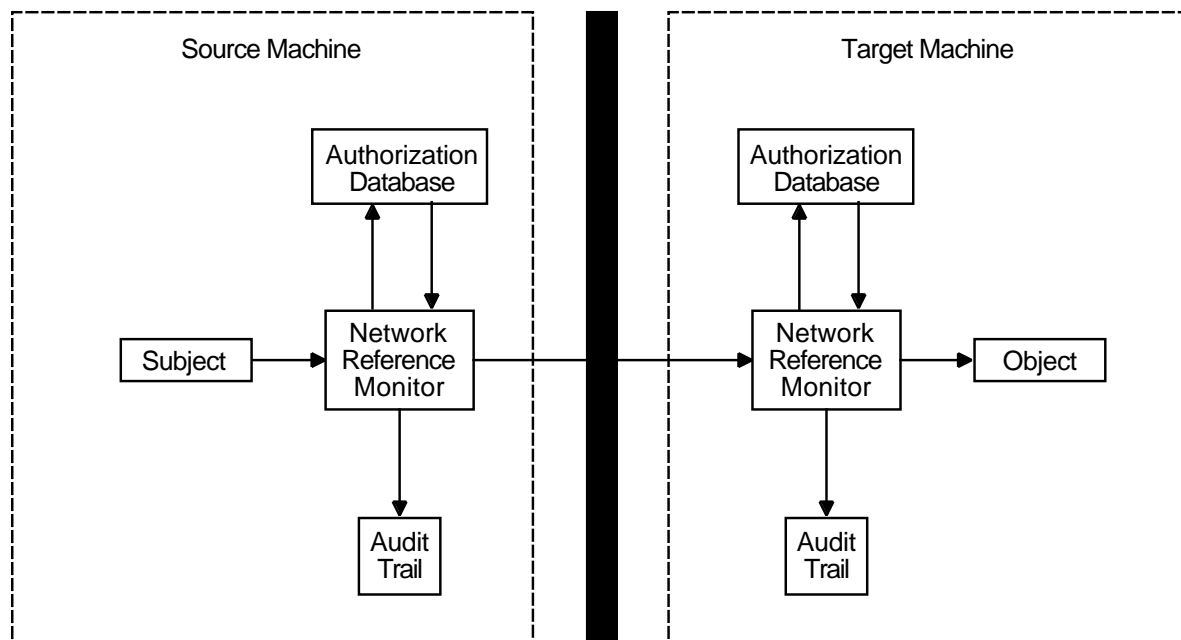 Source Machine
Target Machine
Authorization
Database
Authorization
Database
Subject
Network
Reference
Monitor
Network
Reference
Monitor
Object
Audit
Trail
Audit
Trail